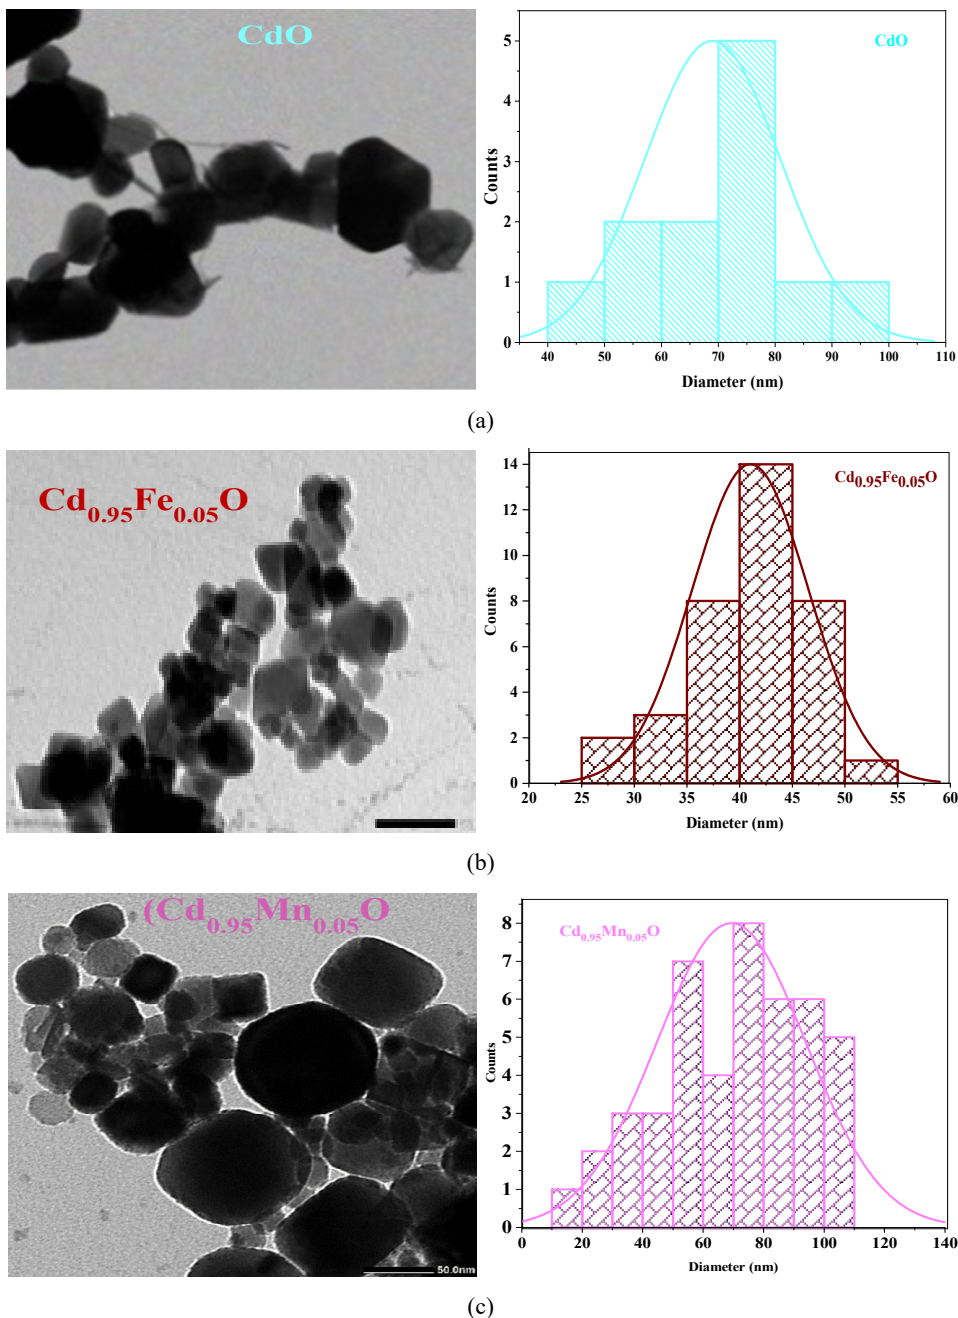 CdO
CdO
Counts
5
4
3
2
1
0
40 50 60 70 80 90 100 110
Diameter (nm)
(a)
Cd0.95Fe0.05O
Cd0.95Fe0.05O
Counts
14
12
10
8
6
4
2
0
20 25 30 35 40 45 50 55 60
Diameter (nm)
(b)
(Cd0.95Mn0.05O
50.0nm
Cd0.95Mn0.05O
Counts
8
7
6
5
4
3
2
1
0
0 20 40 60 80 100 120 140
Diameter (nm)
(c)